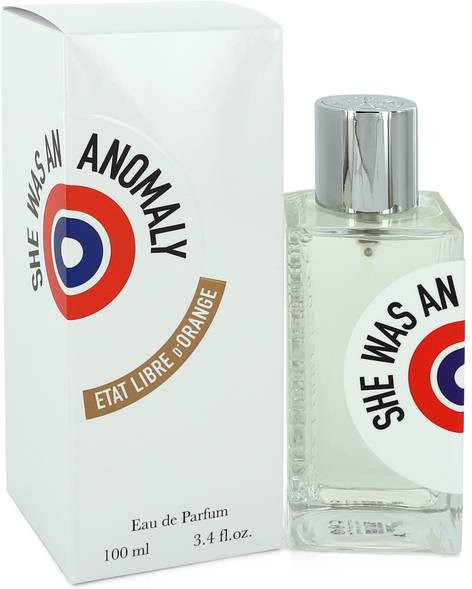 SHE WAS AN ANOMALY
ETAT LIBRE D'ORANGE
Eau de Parfum
100 ml 3.4 fl.oz.
SHE WAS AN